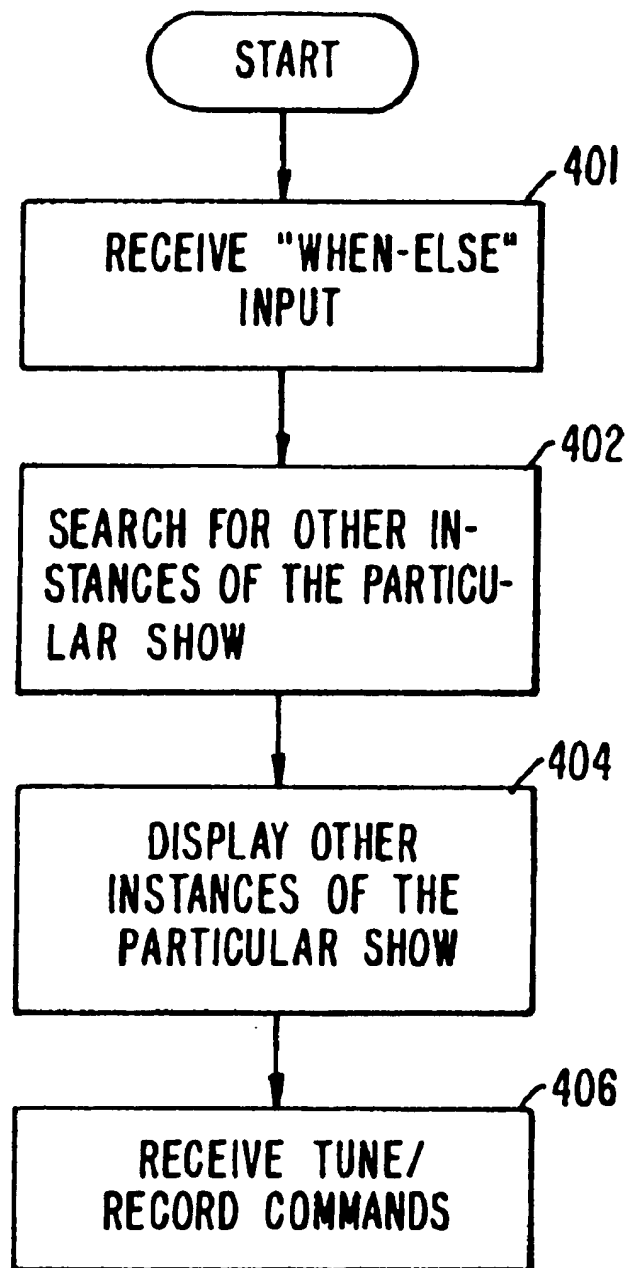 START
401
RECEIVE "WHEN-ELSE"
INPUT
402
SEARCH FOR OTHER IN-
STANCES OF THE PARTICU-
LAR SHOW
404
DISPLAY OTHER
INSTANCES OF THE
PARTICULAR SHOW
406
RECEIVE TUNE/
RECORD COMMANDS